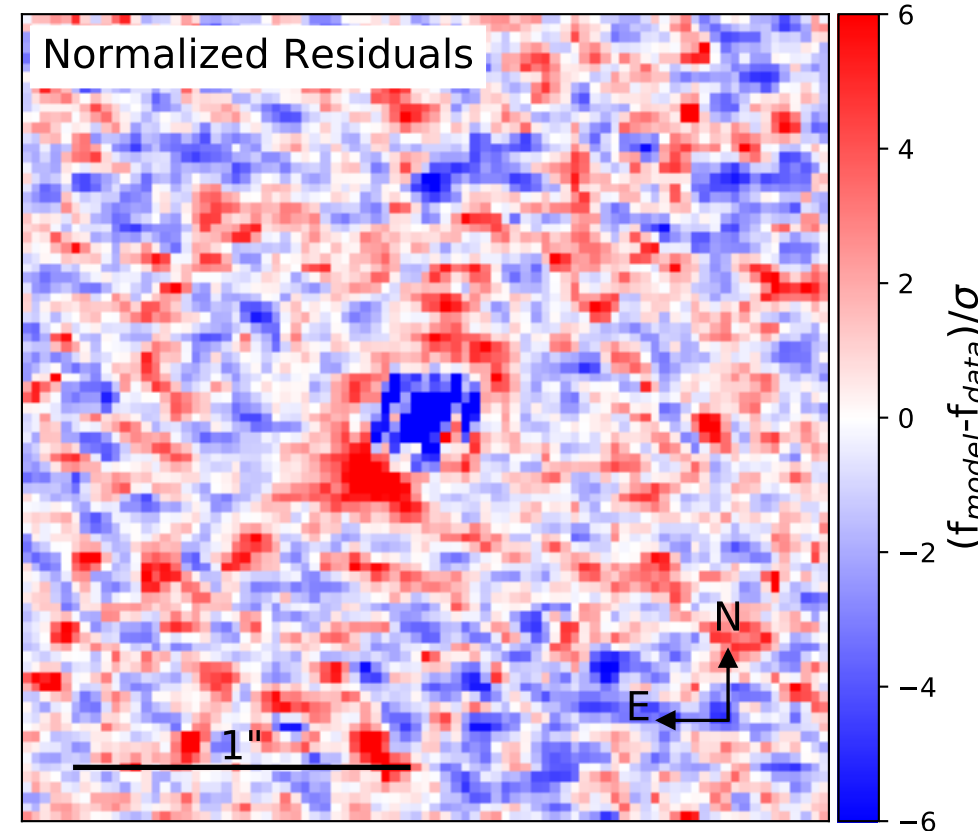 Normalized Residuals
6
4
2
0
−2
−4
−6
(f_model-f_data)/σ
N
E
1"